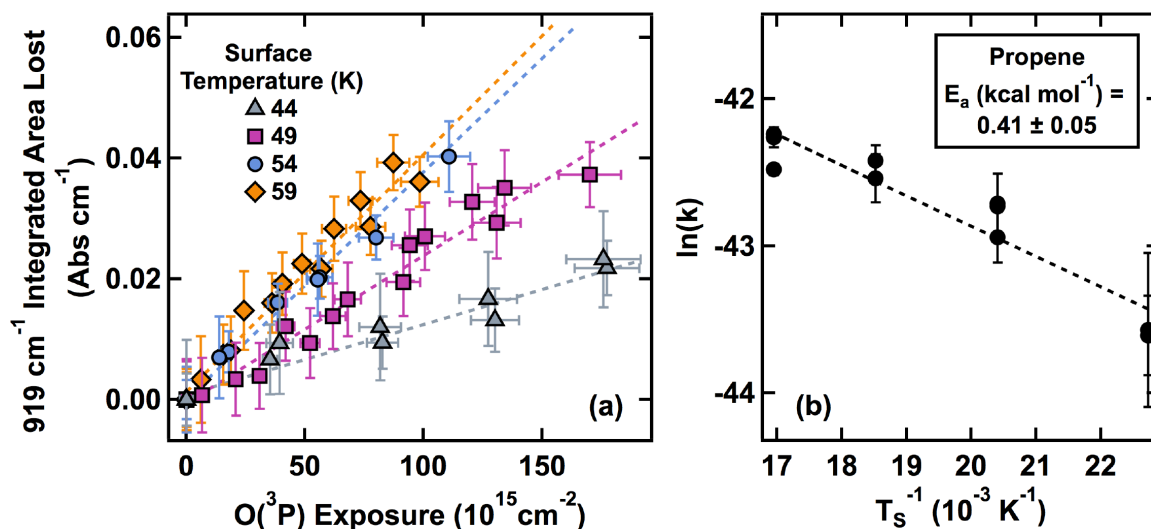 919 cm⁻¹ Integrated Area Lost
(Abs cm⁻¹)
0.06
0.04
0.02
0.00
Surface
Temperature (K)
44
49
54
59
(a)
0
50
100
150
O(³P) Exposure (10¹⁵cm⁻²)
ln(k)
-42
-43
-44
Propene
Eₐ (kcal mol⁻¹) =
0.41 ± 0.05
(b)
17
18
19
20
21
22
T_S⁻¹ (10⁻³ K⁻¹)